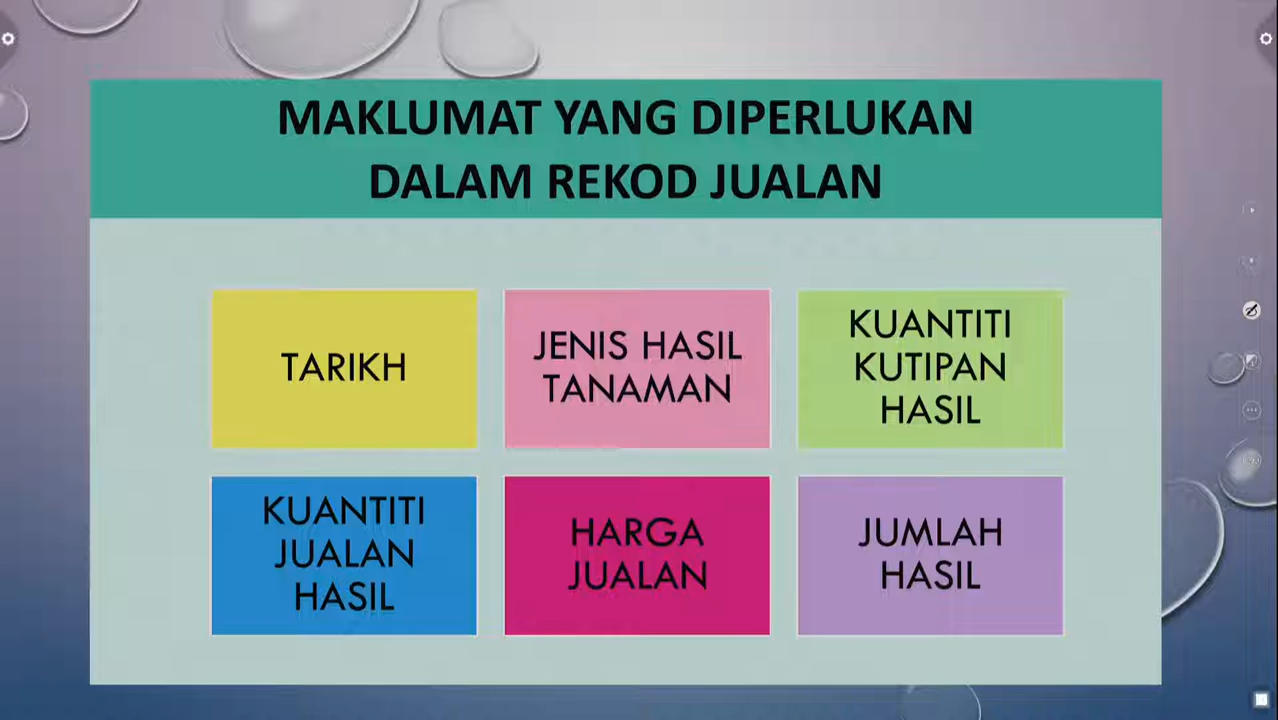 MAKLUMAT YANG DIPERLUKAN
DALAM REKOD JUALAN
TARIKH
JENIS HASIL
TANAMAN
KUANTITI
KUTIPAN
HASIL
KUANTITI
JUALAN
HASIL
HARGA
JUALAN
JUMLAH
HASIL